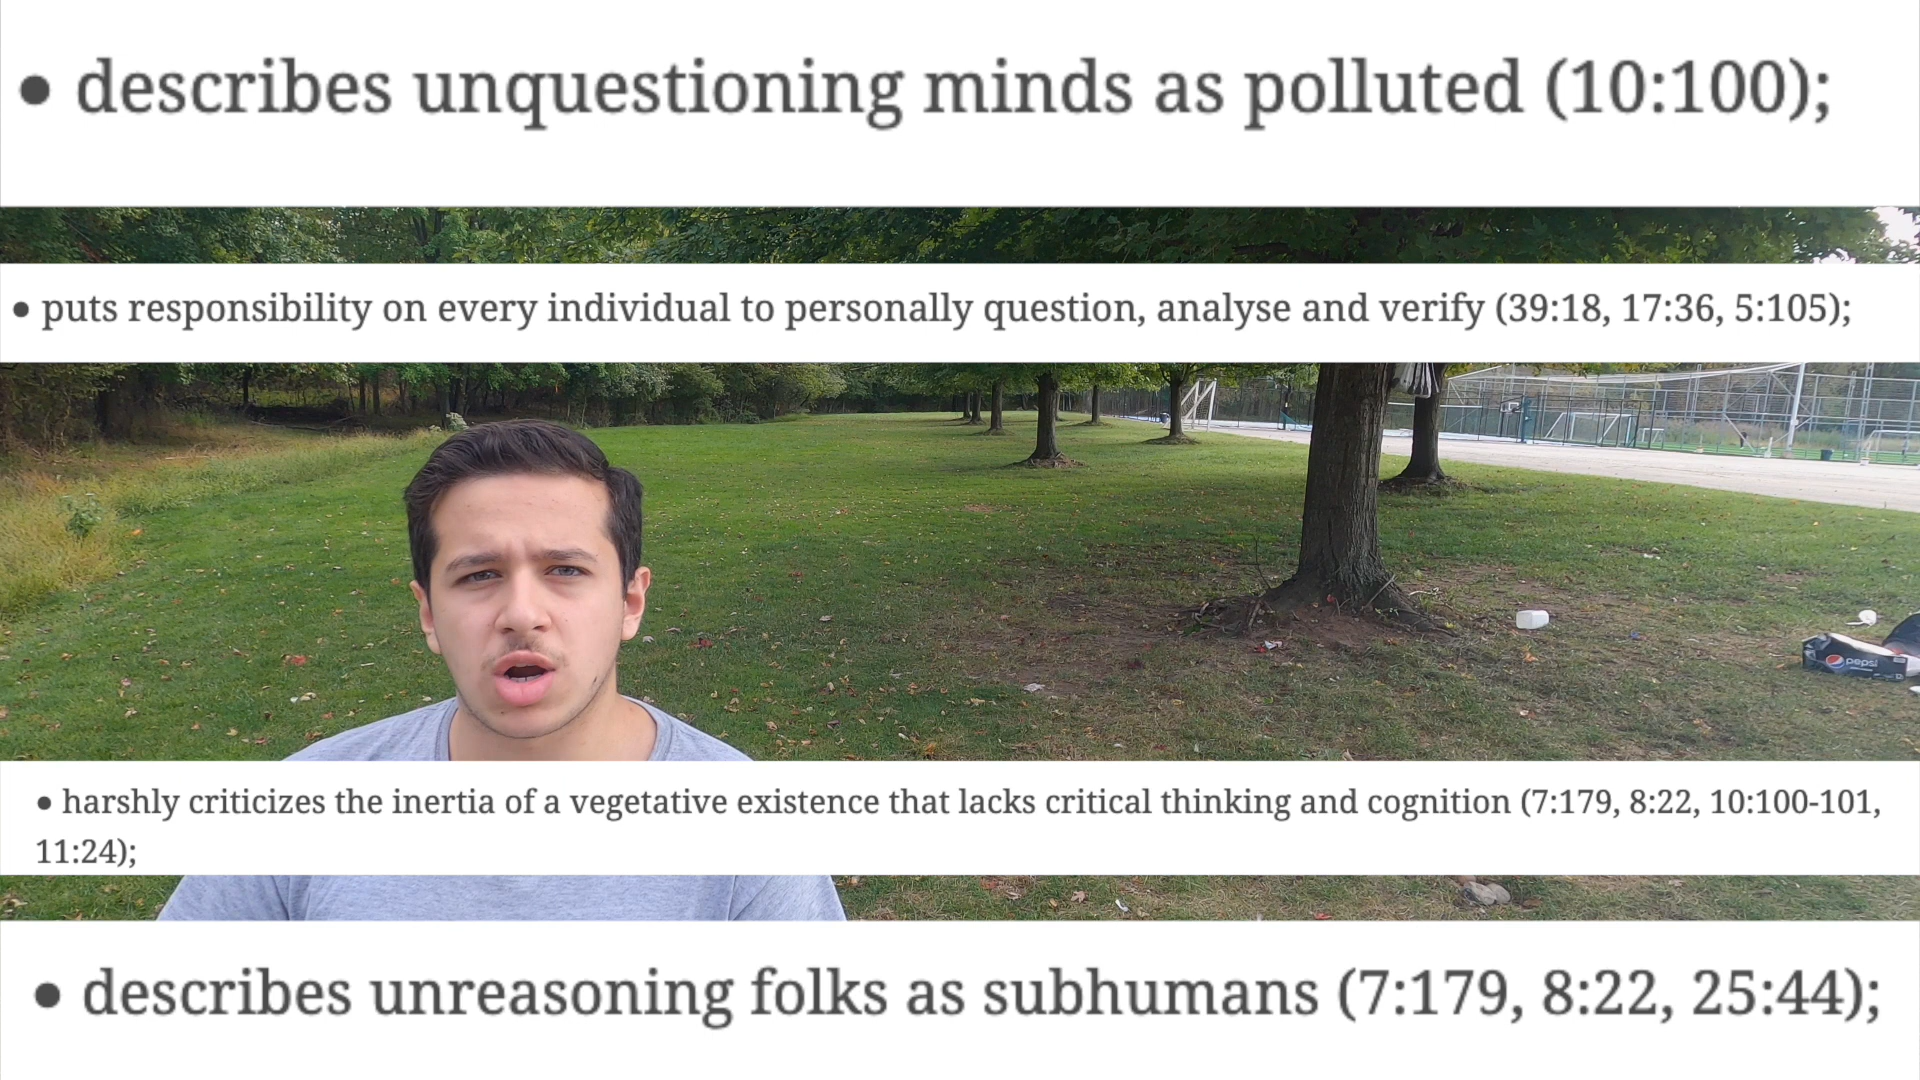 • describes unquestioning minds as polluted (10:100);
• puts responsibility on every individual to personally question, analyse and verify (39:18, 17:36, 5:105);
pepsi
• harshly criticizes the inertia of a vegetative existence that lacks critical thinking and cognition (7:179, 8:22, 10:100-101,
11:24);
• describes unreasoning folks as subhumans (7:179, 8:22, 25:44);